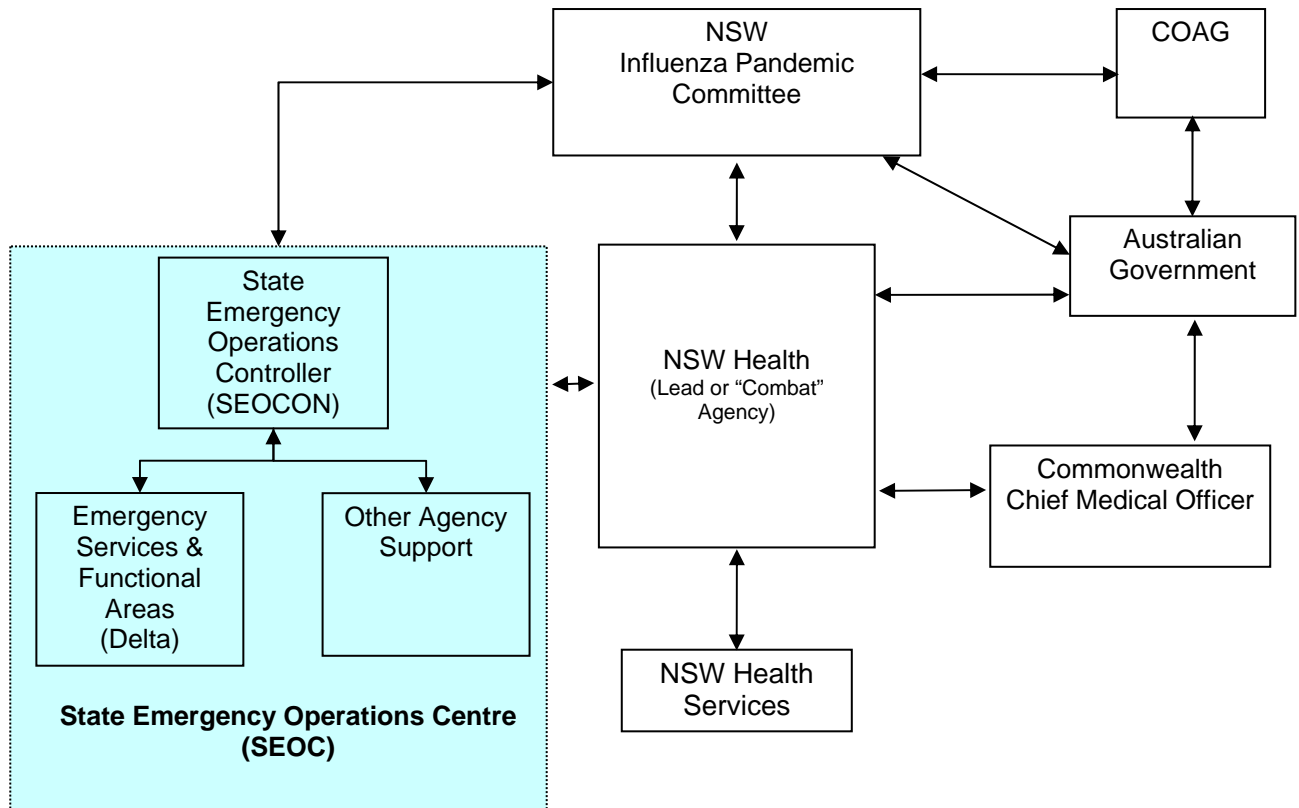 NSW
Influenza Pandemic
Committee
COAG
State
Emergency
Operations
Controller
(SEOCON)
NSW Health
(Lead or “Combat”
Agency)
Australian
Government
Emergency
Services &
Functional
Areas
(Delta)
Other Agency
Support
Commonwealth
Chief Medical Officer
NSW Health
Services
State Emergency Operations Centre
(SEOC)